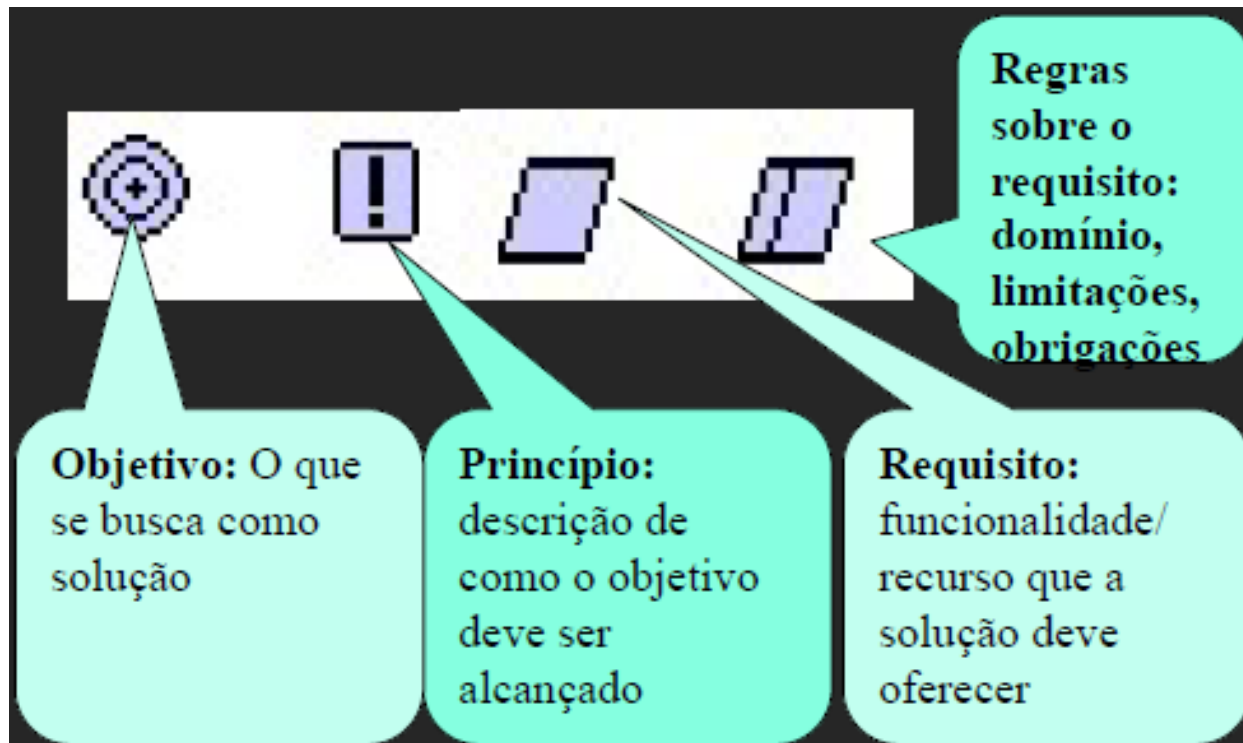 Regras
sobre o
requisito:
domínio,
limitações,
obrigações
!
Objetivo: O que
se busca como
solução
Princípio:
descrição de
como o objetivo
deve ser
alcançado
Requisito:
funcionalidade/
recurso que a
solução deve
oferecer